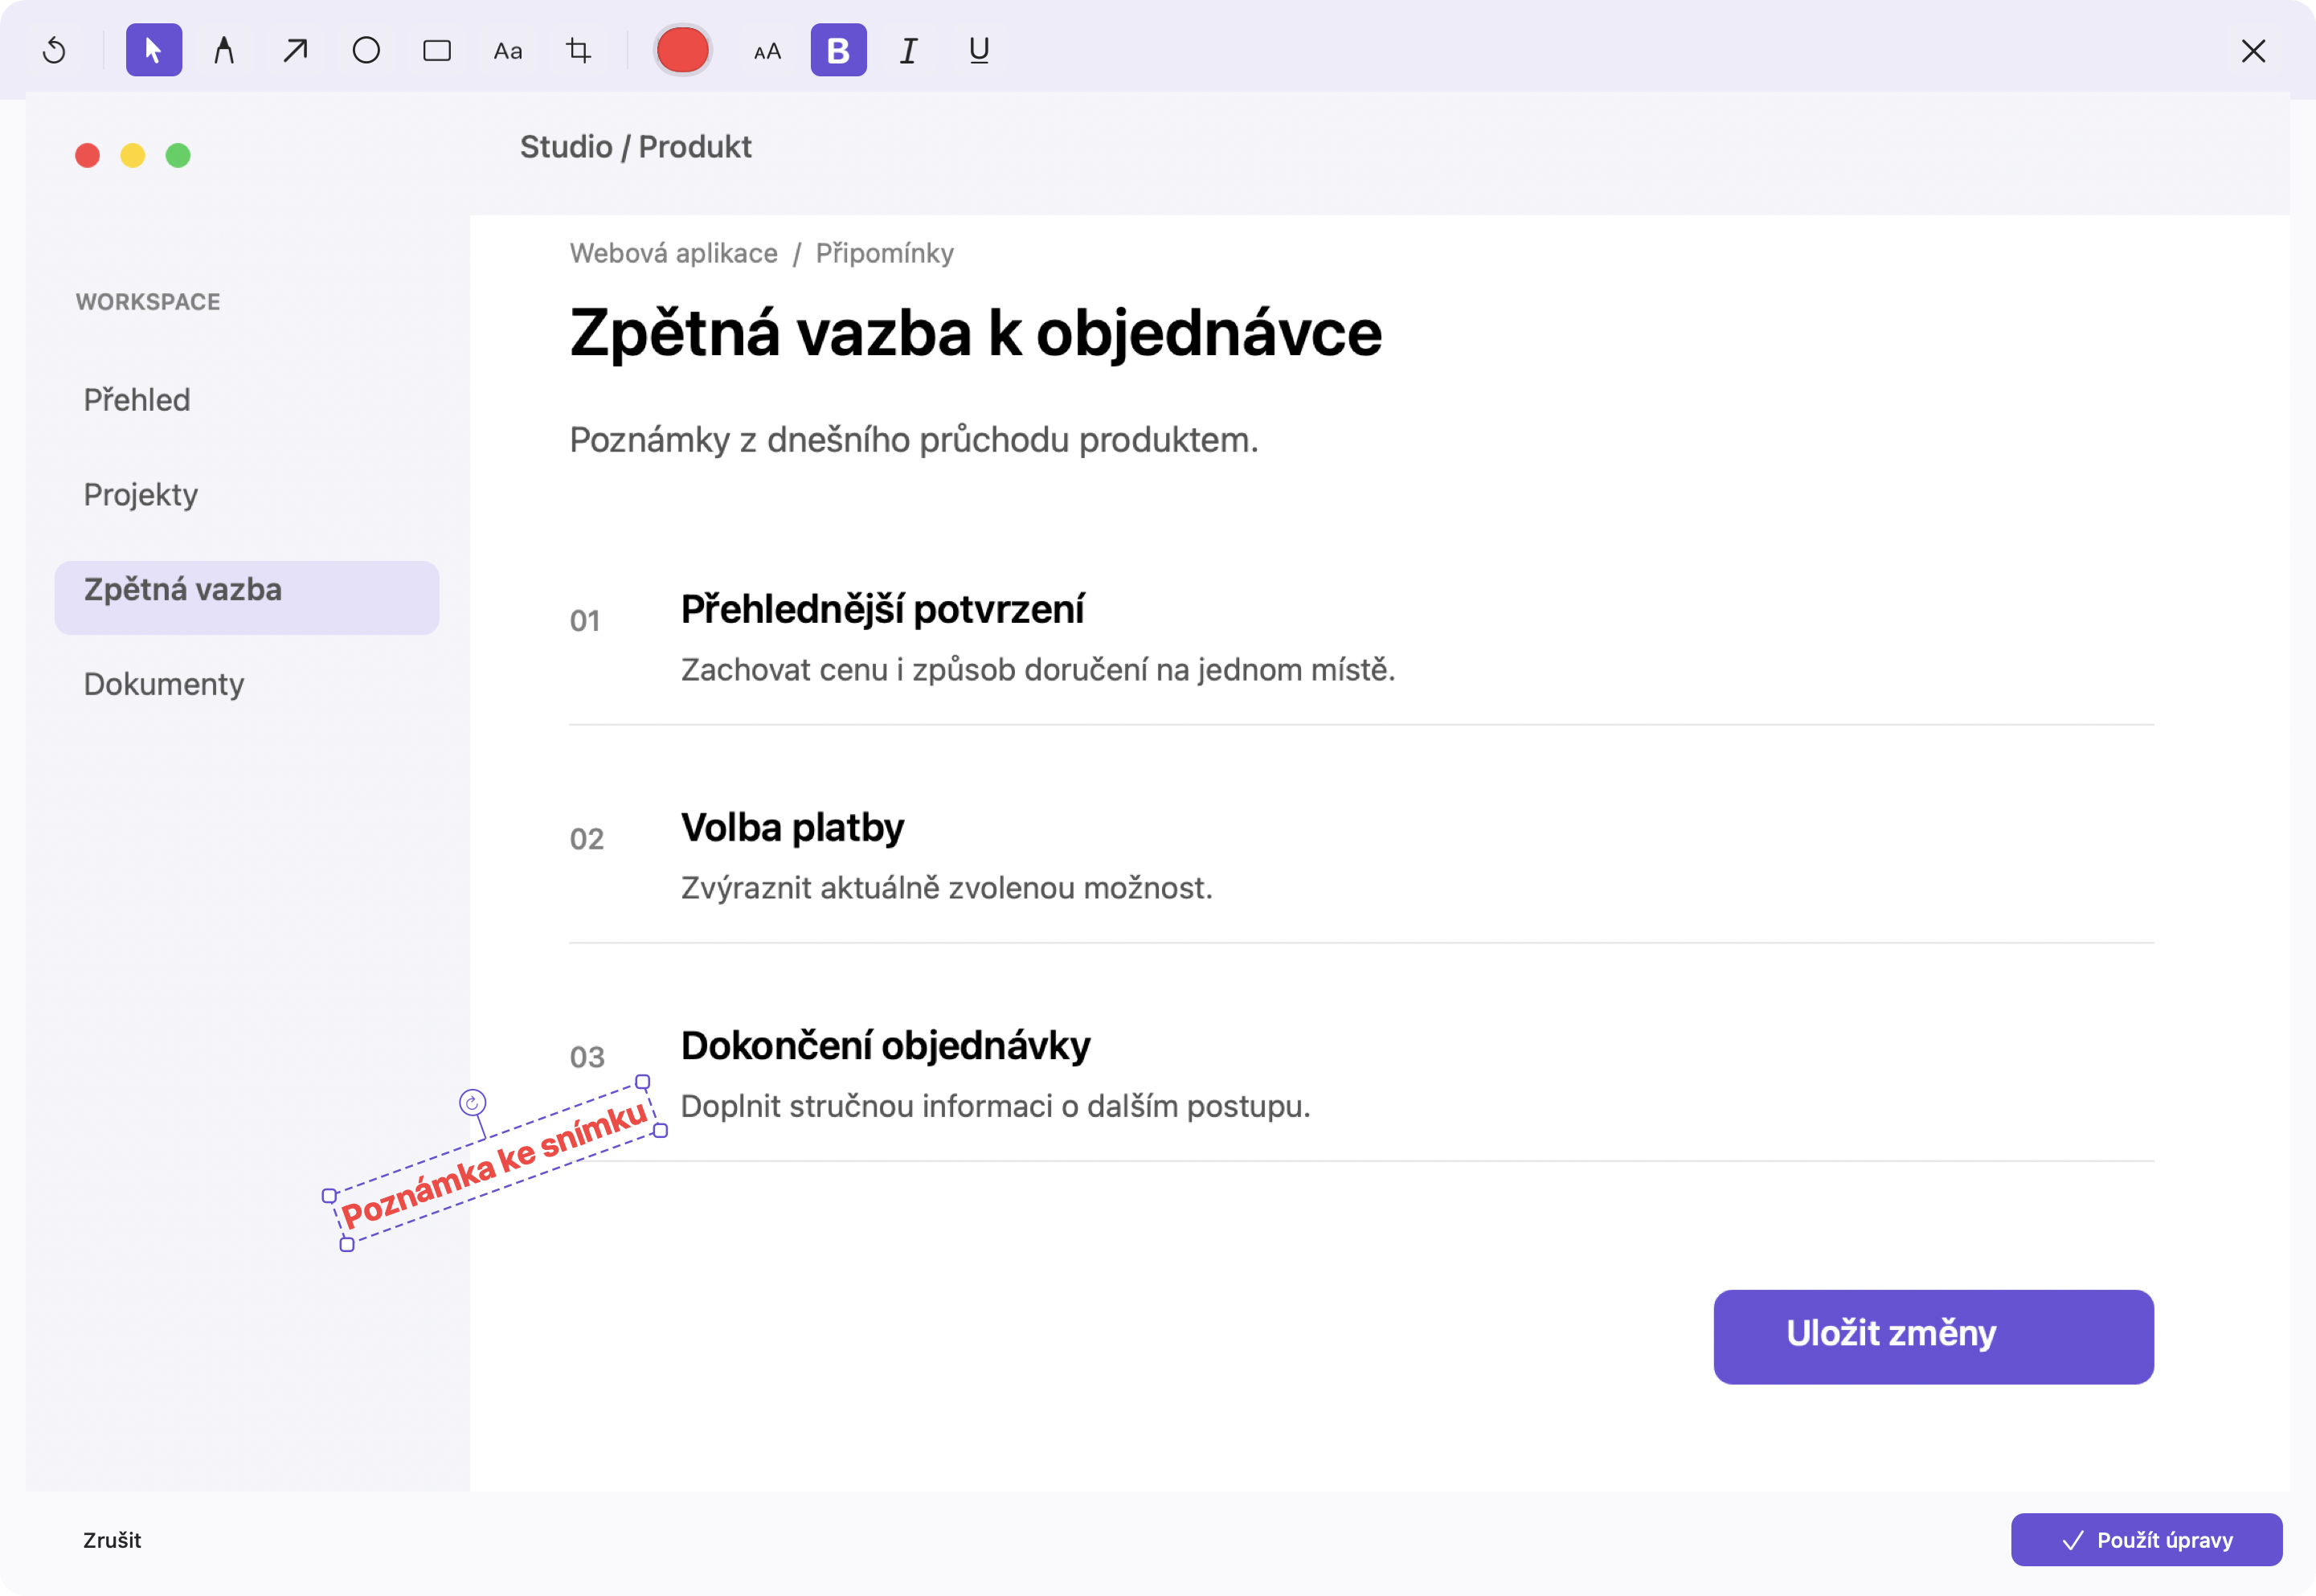 Aa
AA
B
I
U
Studio / Produkt
WORKSPACE
Přehled
Projekty
Zpětná vazba
Dokumenty
Webová aplikace / Připomínky
Zpětná vazba k objednávce
Poznámky z dnešního průchodu produktem.
01
Přehlednější potvrzení
Zachovat cenu i způsob doručení na jednom místě.
02
Volba platby
Zvýraznit aktuálně zvolenou možnost.
03
Dokončení objednávky
Doplnit stručnou informaci o dalším postupu.
Poznámka ke snímku
Uložit změny
Zrušit
Použít úpravy